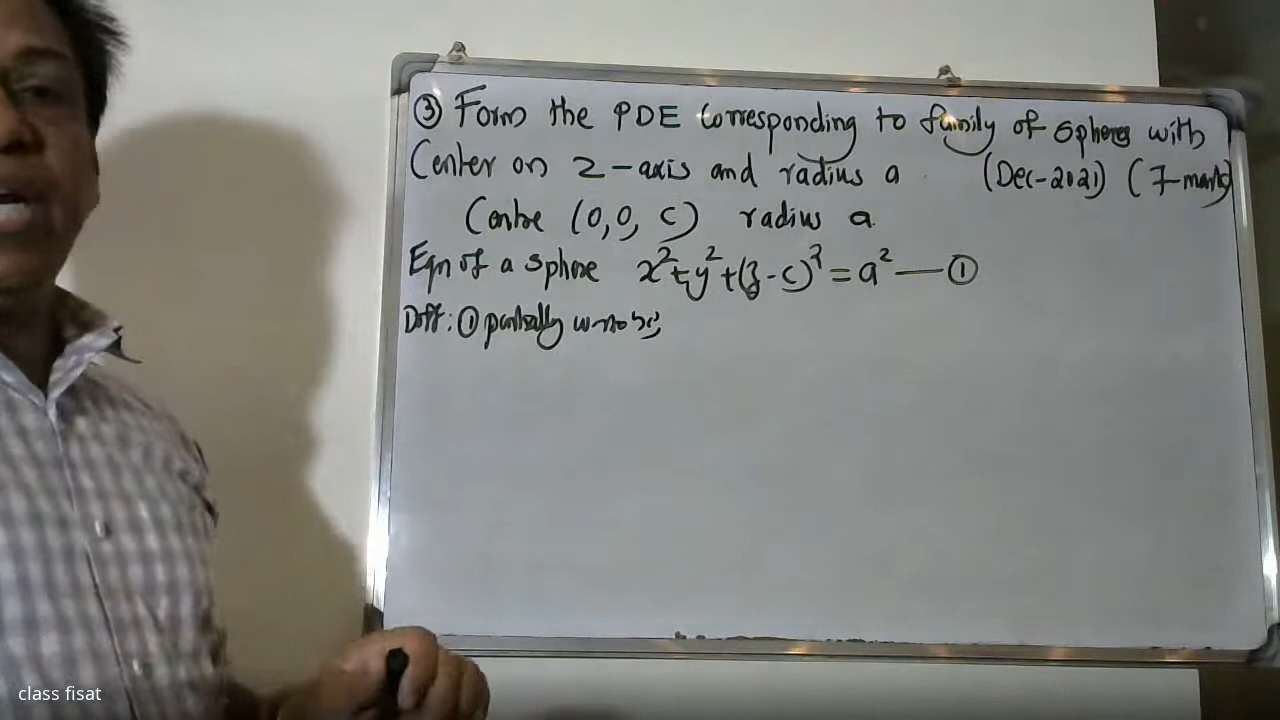 ③ Form the PDE Corresponding to family of spheres with
Center on z-axis and radius a (Dec-2021) (7-marks)
Centre (0,0, c) radius a
Eqn of a sphere x²+y²+(z-c)²=a² — ①
Diff: ① partially w.r.to x;
class fisat